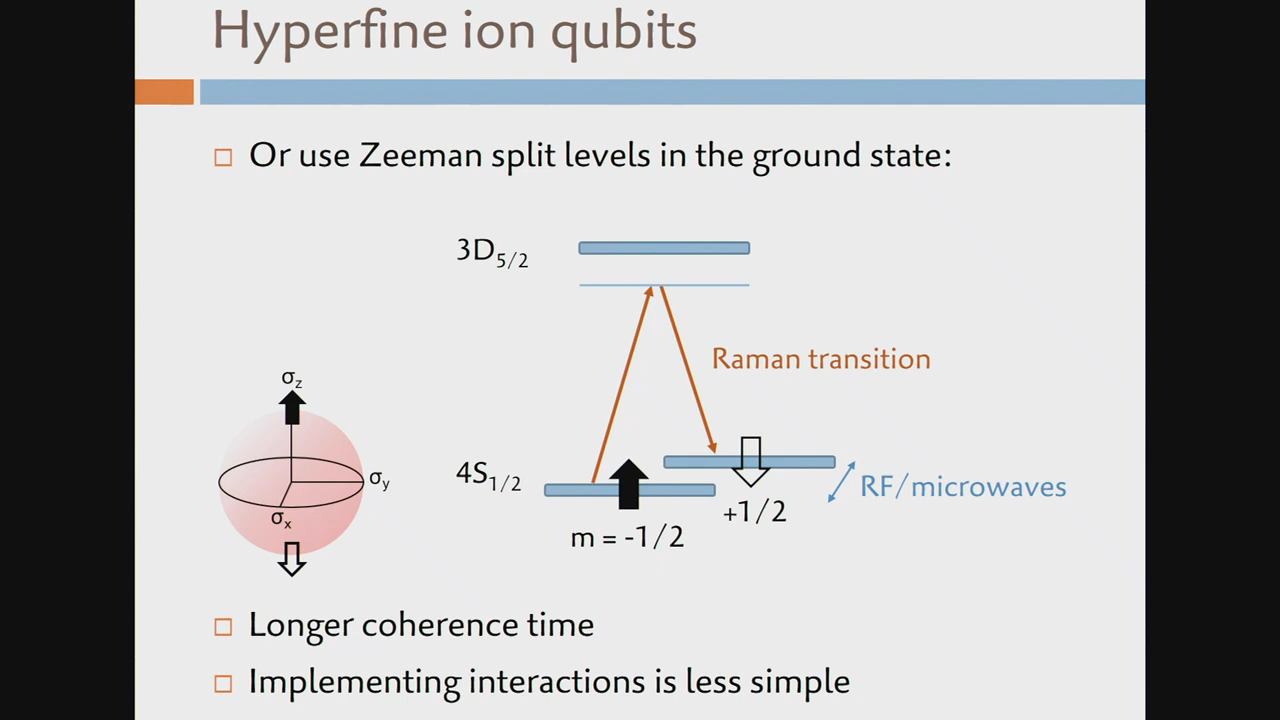 Hyperfine ion qubits
Or use Zeeman split levels in the ground state:
3D5/2
Raman transition
σz
σy
σx
4S1/2
RF/microwaves
+1/2
m = -1/2
Longer coherence time
Implementing interactions is less simple